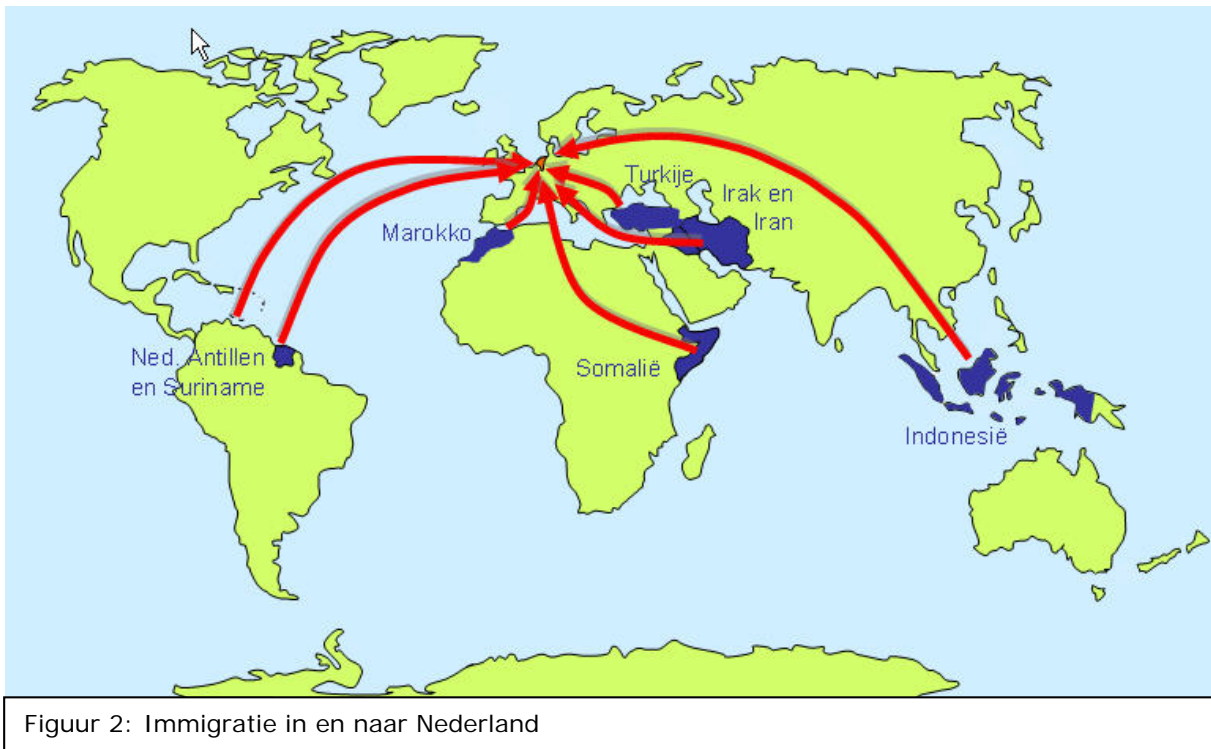 Turkije
Irak en
Iran
Marokko
Ned. Antillen
en Suriname
Somalië
Indonesië
Figuur 2: Immigratie in en naar Nederland